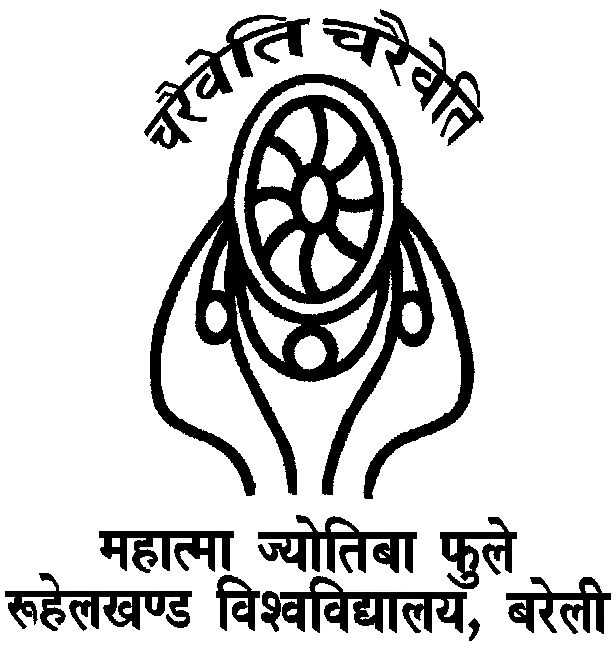 चरैवेति चरैवेति
महात्मा ज्योतिबा फुले
रूहेलखण्ड विश्वविद्यालय, बरेली